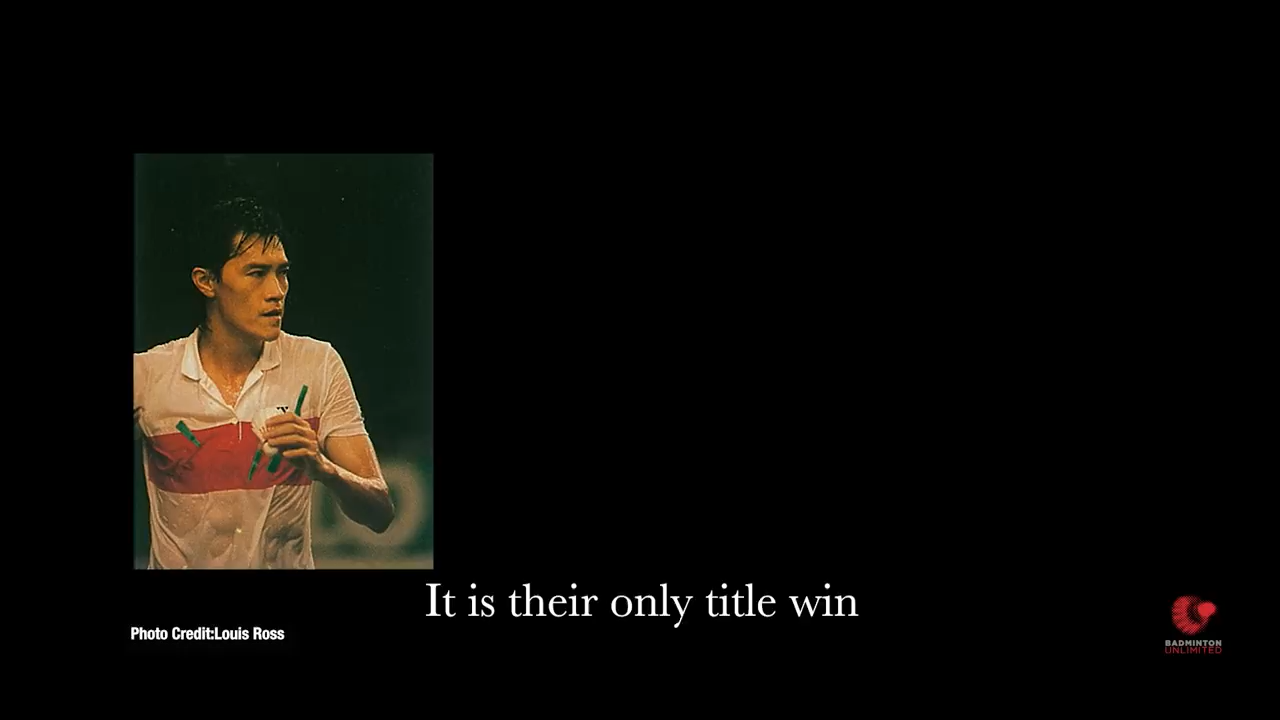 It is their only title win
Photo Credit:Louis Ross
BADMINTON
UNLIMITED